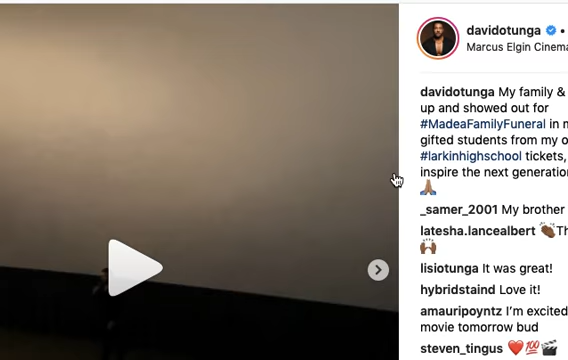 davidotunga •
Marcus Elgin Cinema
davidotunga My family &
up and showed out for
#MadeaFamilyFuneral in
gifted students from my
#larkinhighschool tickets,
inspire the next generation
_samer_2001 My brother
latesha.lancealbert 👏🏾Th
🙌🏾
lisiotunga It was great!
hybridstaind Love it!
amauripoyntz I'm excited
movie tomorrow bud
steven_tingus ❤️💯🎬